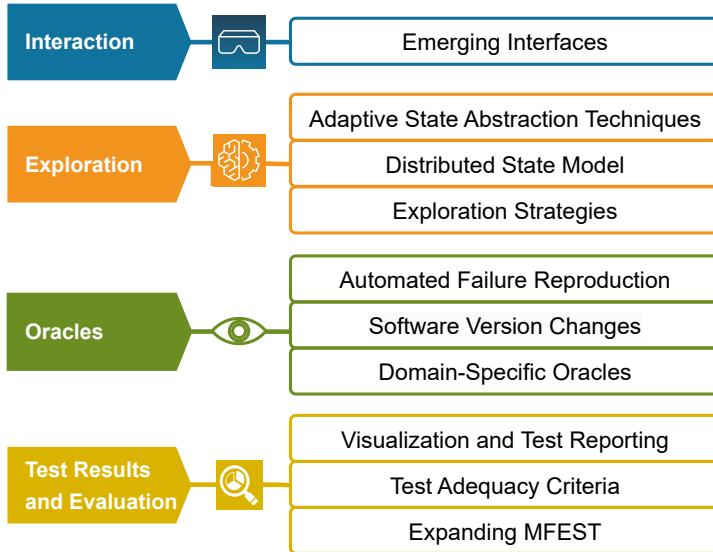 Interaction
Emerging Interfaces
Exploration
Adaptive State Abstraction Techniques
Distributed State Model
Exploration Strategies
Oracles
Automated Failure Reproduction
Software Version Changes
Domain-Specific Oracles
Test Results
and Evaluation
Visualization and Test Reporting
Test Adequacy Criteria
Expanding MFEST